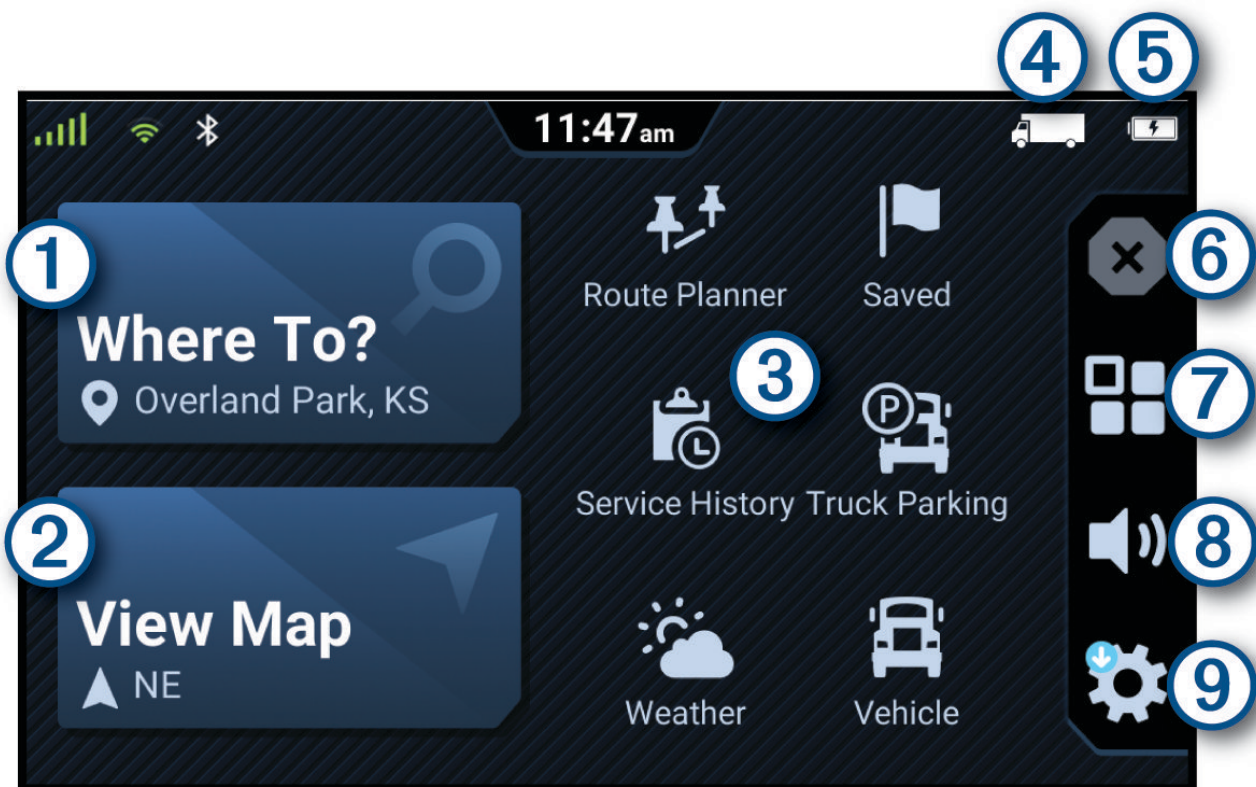 4 5
11:47am
1
Where To?
Overland Park, KS
2
View Map
NE
Route Planner Saved
3
P
Service History Truck Parking
Weather Vehicle
6
7
8
9